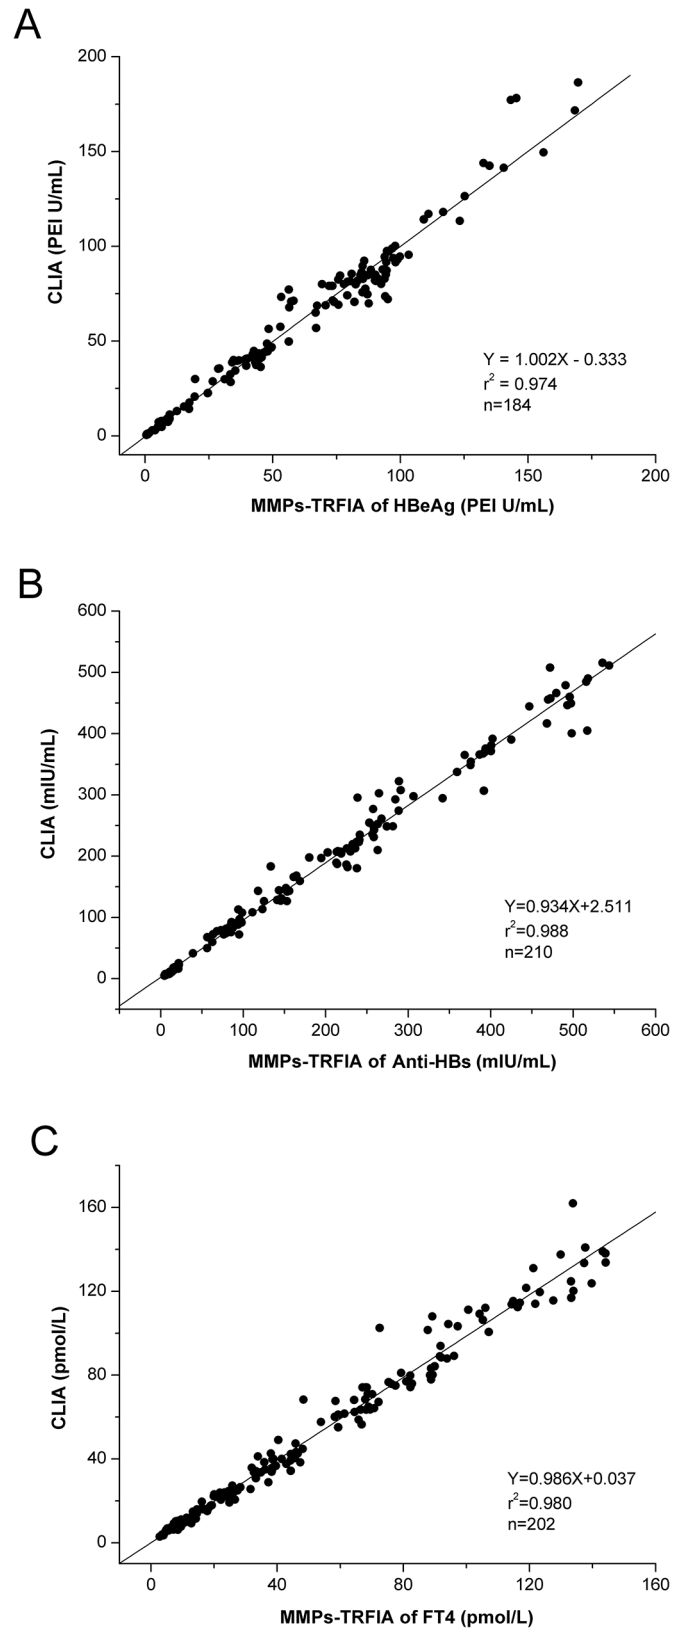 A
200
150
100
50
0
CLIA (PEI U/mL)
Y = 1.002X - 0.333
r² = 0.974
n=184
0 50 100 150 200
MMPs-TRFIA of HBeAg (PEI U/mL)
B
600
500
400
300
200
100
0
CLIA (mIU/mL)
Y=0.934X+2.511
r²=0.988
n=210
0 100 200 300 400 500 600
MMPs-TRFIA of Anti-HBs (mIU/mL)
C
160
120
80
40
0
CLIA (pmol/L)
Y=0.986X+0.037
r²=0.980
n=202
0 40 80 120 160
MMPs-TRFIA of FT4 (pmol/L)